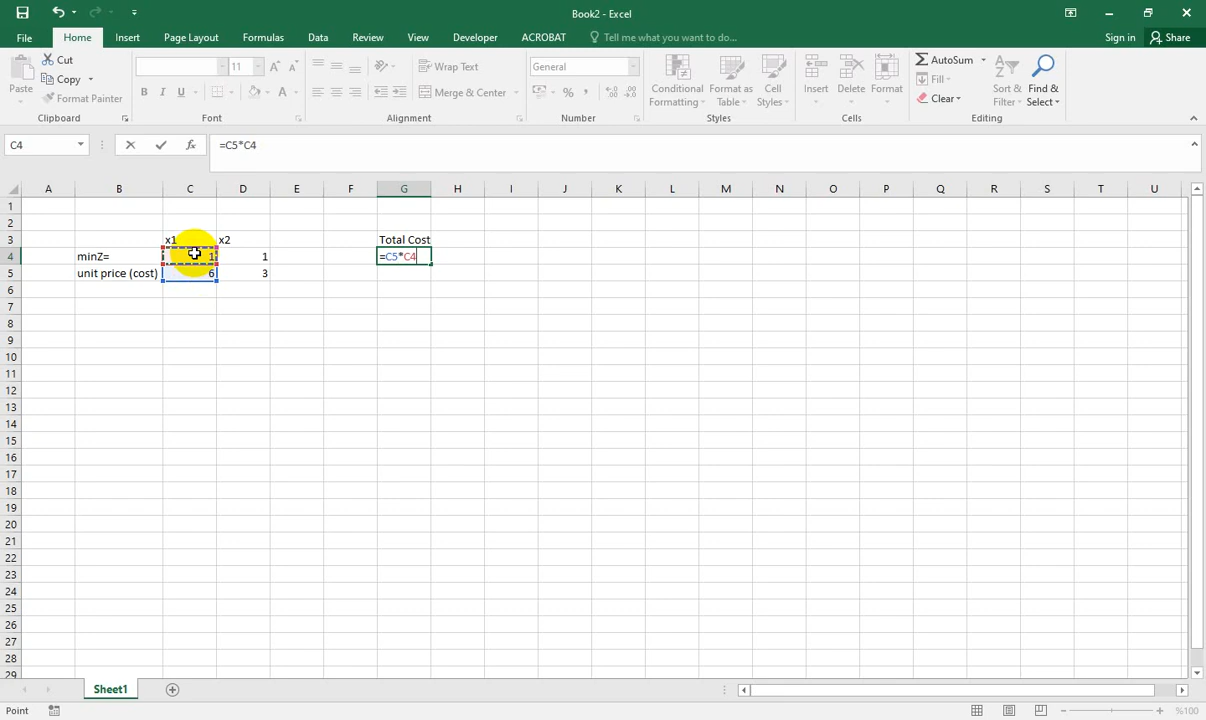 Book2 - Excel
File Home Insert Page Layout Formulas Data Review View Developer ACROBAT Tell me what you want to do... Sign in Share
Paste
Cut
Copy
Format Painter
Clipboard
11 A A
B I U A
Font
Wrap Text
Merge & Center
Alignment
General
%
Number
Conditional Formatting
Format as Table
Cell Styles
Styles
Insert Delete Format
Cells
AutoSum
Fill
Clear
Sort & Filter
Find & Select
Editing
C4 fx =C5*C4
A B C D E F G H I J K L M N O P Q R S T U
1
2
3 x1 x2 Total Cost
4 minZ= 1 1 =C5*C4
5 unit price (cost) 6 3
6
7
8
9
10
11
12
13
14
15
16
17
18
19
20
21
22
23
24
25
26
27
28
29
Sheet1
Point %100